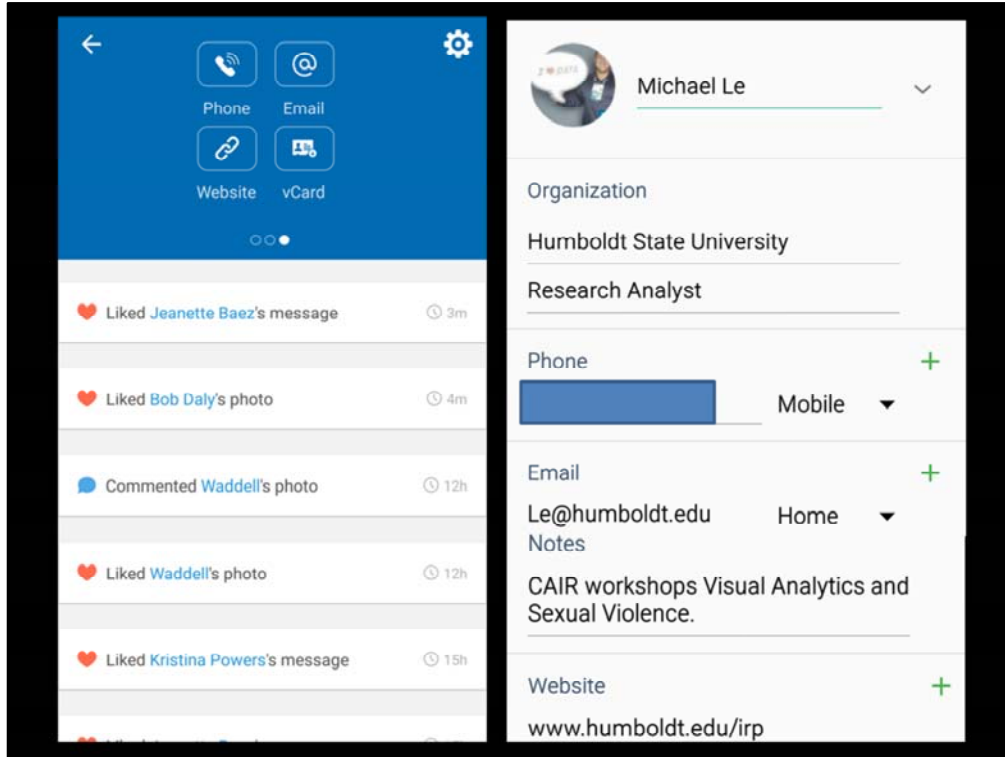 Phone Email
Website vCard
Liked Jeanette Baez's message 3m
Liked Bob Daly's photo 4m
Commented Waddell's photo 12h
Liked Waddell's photo 12h
Liked Kristina Powers's message 15h
Michael Le
Organization
Humboldt State University
Research Analyst
Phone
Mobile
Email
Le@humboldt.edu Home
Notes
CAIR workshops Visual Analytics and
Sexual Violence.
Website
www.humboldt.edu/irp